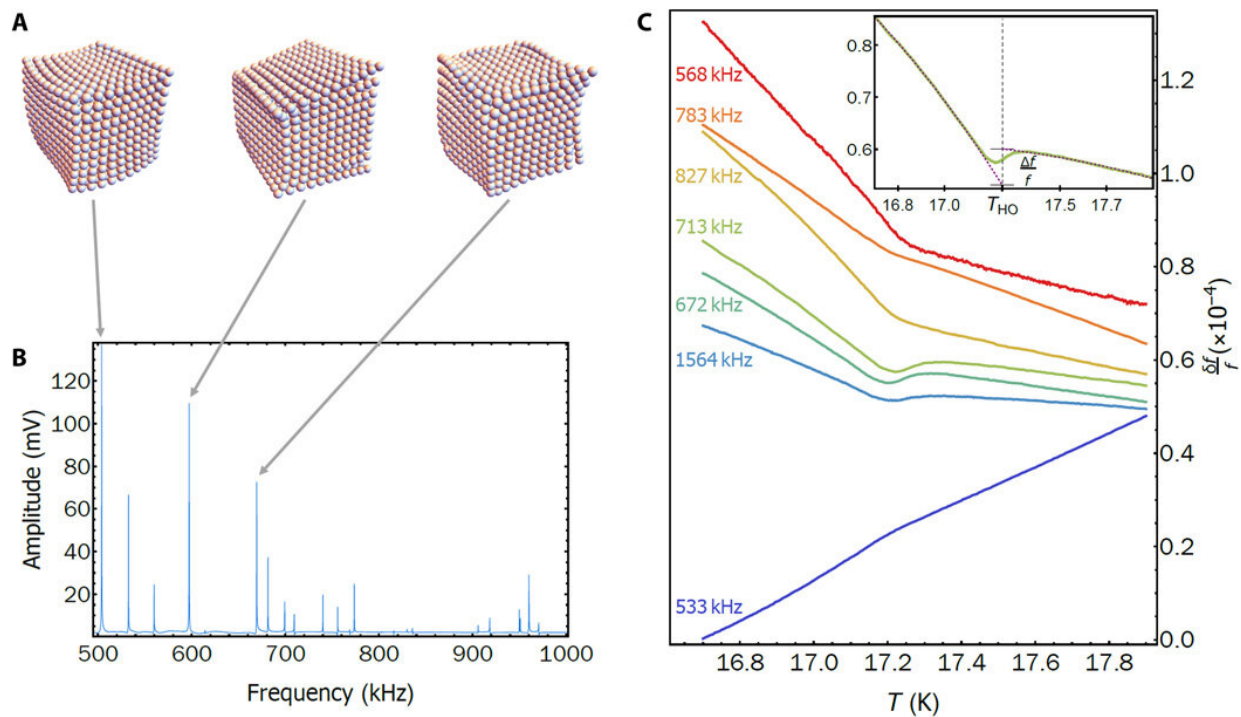 A
B
Amplitude (mV)
120
100
80
60
40
20
500 600 700 800 900 1000
Frequency (kHz)
C
568 kHz
783 kHz
827 kHz
713 kHz
672 kHz
1564 kHz
533 kHz
0.8
0.7
0.6
Δf
f
16.8 17.0 T_HO 17.5 17.7
1.2
1.0
0.8
0.6
0.4
0.2
0.0
δf/f (×10⁻⁴)
16.8 17.0 17.2 17.4 17.6 17.8
T (K)